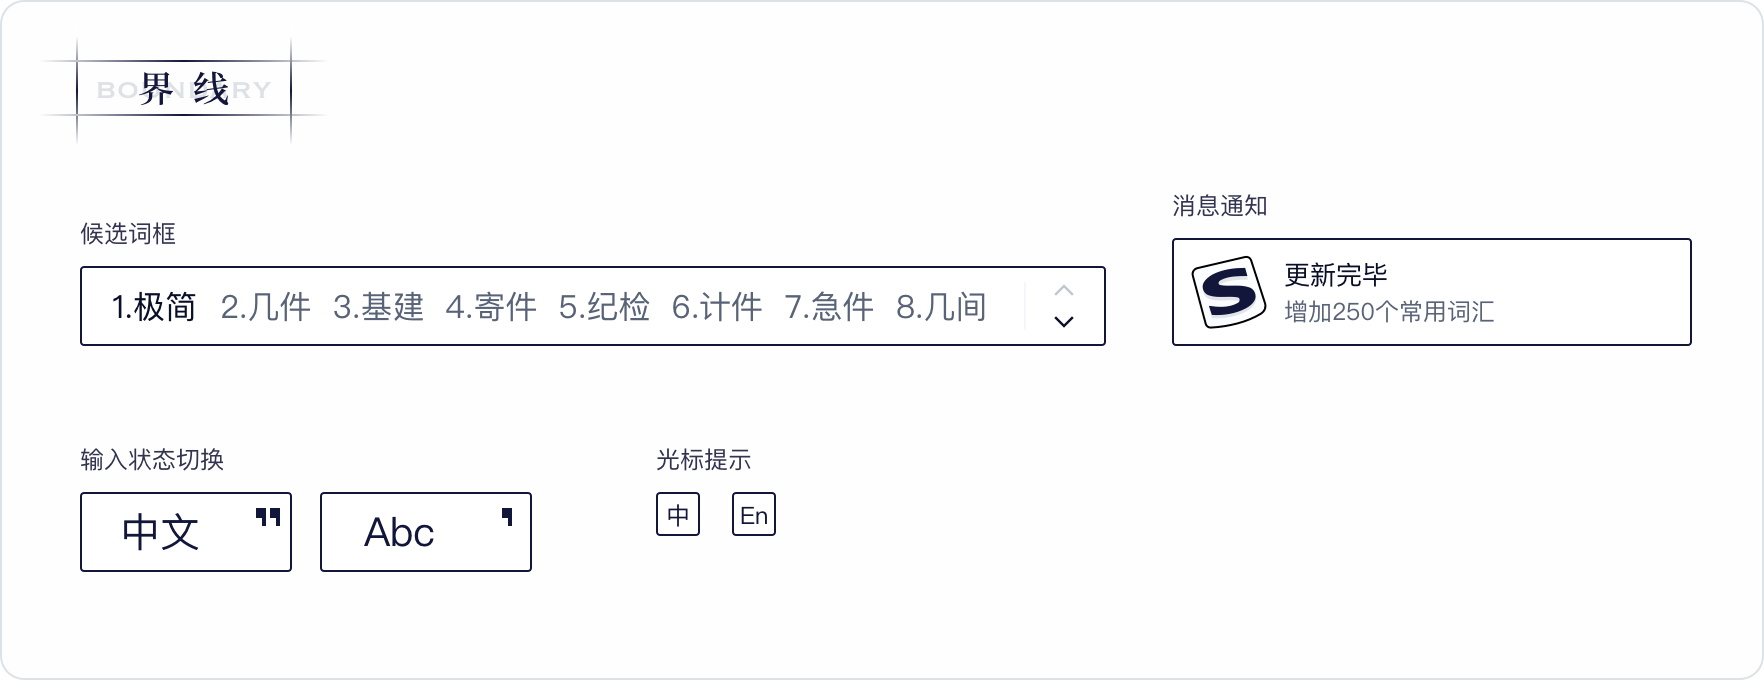 BOUNDARY
界线
消息通知
候选词框
1.极简 2.几件 3.基建 4.寄件 5.纪检 6.计件 7.急件 8.几间
S
更新完毕
增加250个常用词汇
输入状态切换
光标提示
中文 ❜❜
Abc ❜
中
En